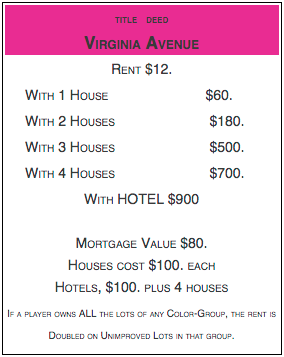 TITLE DEED
VIRGINIA AVENUE
RENT $12.
WITH 1 HOUSE $60.
WITH 2 HOUSES $180.
WITH 3 HOUSES $500.
WITH 4 HOUSES $700.
WITH HOTEL $900
MORTGAGE VALUE $80.
HOUSES COST $100. EACH
HOTELS, $100. PLUS 4 HOUSES
IF A PLAYER OWNS ALL THE LOTS OF ANY COLOR-GROUP, THE RENT IS
DOUBLED ON UNIMPROVED LOTS IN THAT GROUP.